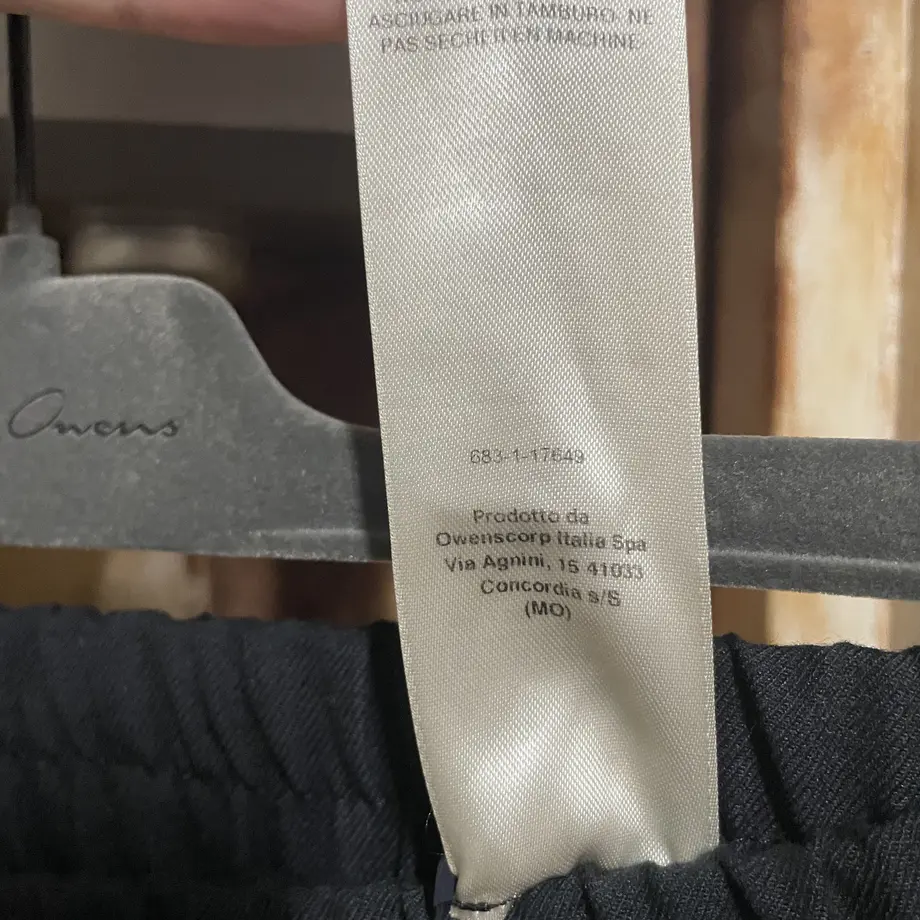 ASCIUGARE IN TAMBURO. NE
PAS SECHER EN MACHINE
Owens
683-1-17649
Prodotto da
Owenscorp Italia Spa
Via Agnini, 15 41033
Concordia s/S
(MO)